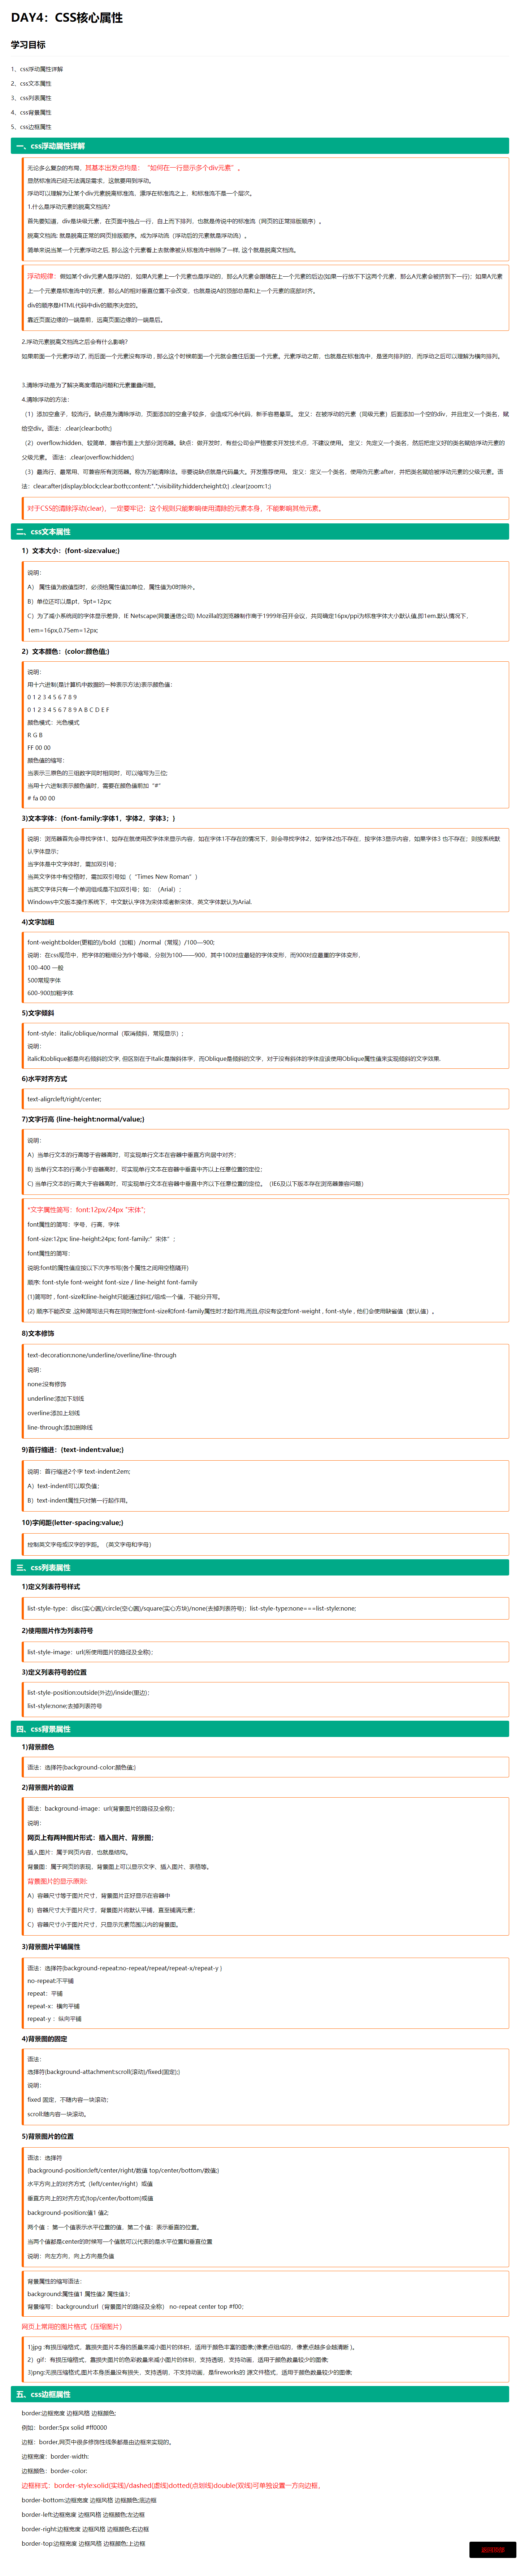 DAY4：CSS核心属性
学习目标
1、css浮动属性详解
2、css文本属性
3、css列表属性
4、css背景属性
5、css边框属性
一、css浮动属性详解
无论多么复杂的布局，其基本出发点均是：“如何在一行显示多个div元素”。
显然标准流已经无法满足需求，这就要用到浮动。
浮动可以理解为让某个div元素脱离标准流，漂浮在标准流之上，和标准流不是一个层次。
1.什么是浮动元素的脱离文档流?
首先要知道，div是块级元素，在页面中独占一行，自上而下排列，也就是传说中的标准流（网页的正常排版顺序）。
脱离文档流: 就是脱离正常的网页排版顺序。成为浮动流（浮动后的元素就是浮动流）。
简单来说当某一个元素浮动之后, 那么这个元素看上去就像被从标准流中删除了一样, 这个就是脱离文档流。
浮动规律：假如某个div元素A是浮动的，如果A元素上一个元素也是浮动的，那么A元素会跟随在上一个元素的后边(如果一行放不下这两个元素，那么A元素会被挤到下一行)；如果A元素
上一个元素是标准流中的元素，那么A的相对垂直位置不会改变，也就是说A的顶部总是和上一个元素的底部对齐。
div的顺序是HTML代码中div的顺序决定的。
靠近页面边缘的一端是前，远离页面边缘的一端是后。
2.浮动元素脱离文档流之后会有什么影响?
如果前面一个元素浮动了, 而后面一个元素没有浮动 , 那么这个时候前面一个元素就会盖住后面一个元素。元素浮动之前，也就是在标准流中，是竖向排列的，而浮动之后可以理解为横向排列。
3.清除浮动是为了解决高度塌陷问题和元素重叠问题。
4.清除浮动的方法：
（1）添加空盒子，较流行。缺点是为清除浮动，页面添加的空盒子较多，会造成冗余代码，新手容易晕菜。 定义：在被浮动的元素（同级元素）后面添加一个空的div，并且定义一个类名，赋
给空div。语法：.clear{clear:both;}
（2）overflow:hidden，较简单，兼容市面上大部分浏览器。缺点：做开发时，有些公司会严格要求开发技术点，不建议使用。 定义：先定义一个类名，然后把定义好的类名赋给浮动元素的
父级元素。 语法：.clear{overflow:hidden;}
（3）最流行，最常用，可兼容所有浏览器，称为万能清除法。非要说缺点就是代码量大。开发推荐使用。 定义：定义一个类名，使用伪元素:after，并把类名赋给被浮动元素的父级元素。语
法：clear:after{display:block;clear:both;content:".";visibility:hidden;height:0;} .clear{zoom:1;}
对于CSS的清除浮动(clear)，一定要牢记：这个规则只能影响使用清除的元素本身，不能影响其他元素。
二、css文本属性
1）文本大小：{font-size:value;}
说明：
A） 属性值为数值型时，必须给属性值加单位，属性值为0时除外。
B）单位还可以是pt，9pt=12px;
C）为了减小系统间的字体显示差异，IE Netscape(网景通信公司) Mozilla的浏览器制作商于1999年召开会议，共同确定16px/ppi为标准字体大小默认值,即1em.默认情况下，
1em=16px;0.75em=12px;
2）文本颜色：{color:颜色值;}
说明：
用十六进制(是计算机中数据的一种表示方法)表示颜色值：
0 1 2 3 4 5 6 7 8 9
0 1 2 3 4 5 6 7 8 9 A B C D E F
颜色模式：光色模式
R G B
FF 00 00
颜色值的缩写：
当表示三原色的三组数字同时相同时，可以缩写为三位;
当用十六进制表示颜色值时，需要在颜色值前加“#”
# fa 00 00
3)文本字体：{font-family:字体1，字体2，字体3；}
说明：浏览器首先会寻找字体1、如存在就使用改字体来显示内容，如在字体1不存在的情况下，则会寻找字体2、如字体2也不存在，按字体3显示内容，如果字体3 也不存在；则按系统默
认字体显示；
当字体是中文字体时，需加双引号；
当英文字体中有空格时，需加双引号如（ “Times New Roman” ）
当英文字体只有一个单词组成是不加双引号；如：（Arial）；
Windows中文版本操作系统下，中文默认字体为宋体或者新宋体，英文字体默认为Arial.
4)文字加粗
font-weight:bolder(更粗的)/bold（加粗）/normal（常规）/100—900;
说明：在css规范中，把字体的粗细分为9个等级，分别为100——900，其中100对应最轻的字体变形，而900对应最重的字体变形，
100-400 一般
500常规字体
600-900加粗字体
5)文字倾斜
font-style：italic/oblique/normal（取消倾斜，常规显示）;
说明：
italic和oblique都是向右倾斜的文字, 但区别在于Italic是指斜体字，而Oblique是倾斜的文字，对于没有斜体的字体应该使用Oblique属性值来实现倾斜的文字效果.
6)水平对齐方式
text-align:left/right/center;
7)文字行高 {line-height:normal/value;}
说明：
A）当单行文本的行高等于容器高时，可实现单行文本在容器中垂直方向居中对齐；
B) 当单行文本的行高小于容器高时，可实现单行文本在容器中垂直中齐以上任意位置的定位；
C) 当单行文本的行高大于容器高时，可实现单行文本在容器中垂直中齐以下任意位置的定位。（IE6及以下版本存在浏览器兼容问题）
*文字属性简写：font:12px/24px "宋体";
font属性的简写：字号、行高、字体
font-size:12px; line-height:24px; font-family:"宋体"；
font属性的简写：
说明:font的属性值应按以下次序书写(各个属性之间用空格隔开)
顺序: font-style font-weight font-size / line-height font-family
(1)简写时 , font-size和line-height只能通过斜杠/组成一个值，不能分开写。
(2) 顺序不能改变 ,这种简写法只有在同时指定font-size和font-family属性时才起作用,而且,你没有设定font-weight , font-style , 他们会使用缺省值（默认值）。
8)文本修饰
text-decoration:none/underline/overline/line-through
说明：
none:没有修饰
underline:添加下划线
overline:添加上划线
line-through:添加删除线
9)首行缩进：{text-indent:value;}
说明：首行缩进2个字 text-indent:2em;
A）text-indent可以取负值；
B）text-indent属性只对第一行起作用。
10)字间距{letter-spacing:value;}
控制英文字母或汉字的字距。（英文字母和字母）
三、css列表属性
1)定义列表符号样式
list-style-type：disc(实心圆)/circle(空心圆)/square(实心方块)/none(去掉列表符号)；list-style-type:none===list-style:none;
2)使用图片作为列表符号
list-style-image：url(所使用图片的路径及全称)；
3)定义列表符号的位置
list-style-position:outside(外边)/inside(里边)；
list-style:none;去掉列表符号
四、css背景属性
1)背景颜色
语法：选择符{background-color:颜色值;}
2)背景图片的设置
语法：background-image：url(背景图片的路径及全称)；
说明：
网页上有两种图片形式：插入图片、背景图；
插入图片：属于网页内容，也就是结构。
背景图：属于网页的表现，背景图上可以显示文字、插入图片、表格等。
背景图片的显示原则:
A）容器尺寸等于图片尺寸，背景图片正好显示在容器中
B）容器尺寸大于图片尺寸，背景图片将默认平铺，直至铺满元素；
C）容器尺寸小于图片尺寸，只显示元素范围以内的背景图。
3)背景图片平铺属性
语法：选择符{background-repeat:no-repeat/repeat/repeat-x/repeat-y }
no-repeat:不平铺
repeat：平铺
repeat-x：横向平铺
repeat-y ：纵向平铺
4)背景图的固定
语法：
选择符{background-attachment:scroll(滚动)/fixed(固定);}
说明：
fixed 固定，不随内容一块滚动；
scroll:随内容一块滚动。
5)背景图片的位置
语法：选择符
{background-position:left/center/right/数值 top/center/bottom/数值;}
水平方向上的对齐方式（left/center/right）或值
垂直方向上的对齐方式(top/center/bottom)或值
background-position:值1 值2;
两个值 ：第一个值表示水平位置的值，第二个值：表示垂直的位置。
当两个值都是center的时候写一个值就可以代表的是水平位置和垂直位置
说明：向左方向，向上方向是负值
背景属性的缩写语法：
background:属性值1 属性值2 属性值3；
背景缩写：background:url（背景图片的路径及全称） no-repeat center top #f00；
网页上常用的图片格式（压缩图片）
1)jpg :有损压缩格式，靠损失图片本身的质量来减小图片的体积，适用于颜色丰富的图像;(像素点组成的，像素点越多会越清晰 )。
2）gif：有损压缩格式，靠损失图片的色彩数量来减小图片的体积，支持透明，支持动画，适用于颜色数量较少的图像;
3)png:无损压缩格式,图片本身质量没有损失，支持透明，不支持动画，是fireworks的 源文件格式，适用于颜色数量较少的图像;
五、css边框属性
border:边框宽度 边框风格 边框颜色;
例如：border:5px solid #ff0000
边框：border,网页中很多修饰性线条都是由边框来实现的。
边框宽度：border-width:
边框颜色：border-color:
边框样式：border-style:solid(实线)/dashed(虚线)dotted(点划线)double(双线)可单独设置一方向边框。
border-bottom:边框宽度 边框风格 边框颜色;底边框
border-left:边框宽度 边框风格 边框颜色;左边框
border-right:边框宽度 边框风格 边框颜色;右边框
border-top:边框宽度 边框风格 边框颜色;上边框